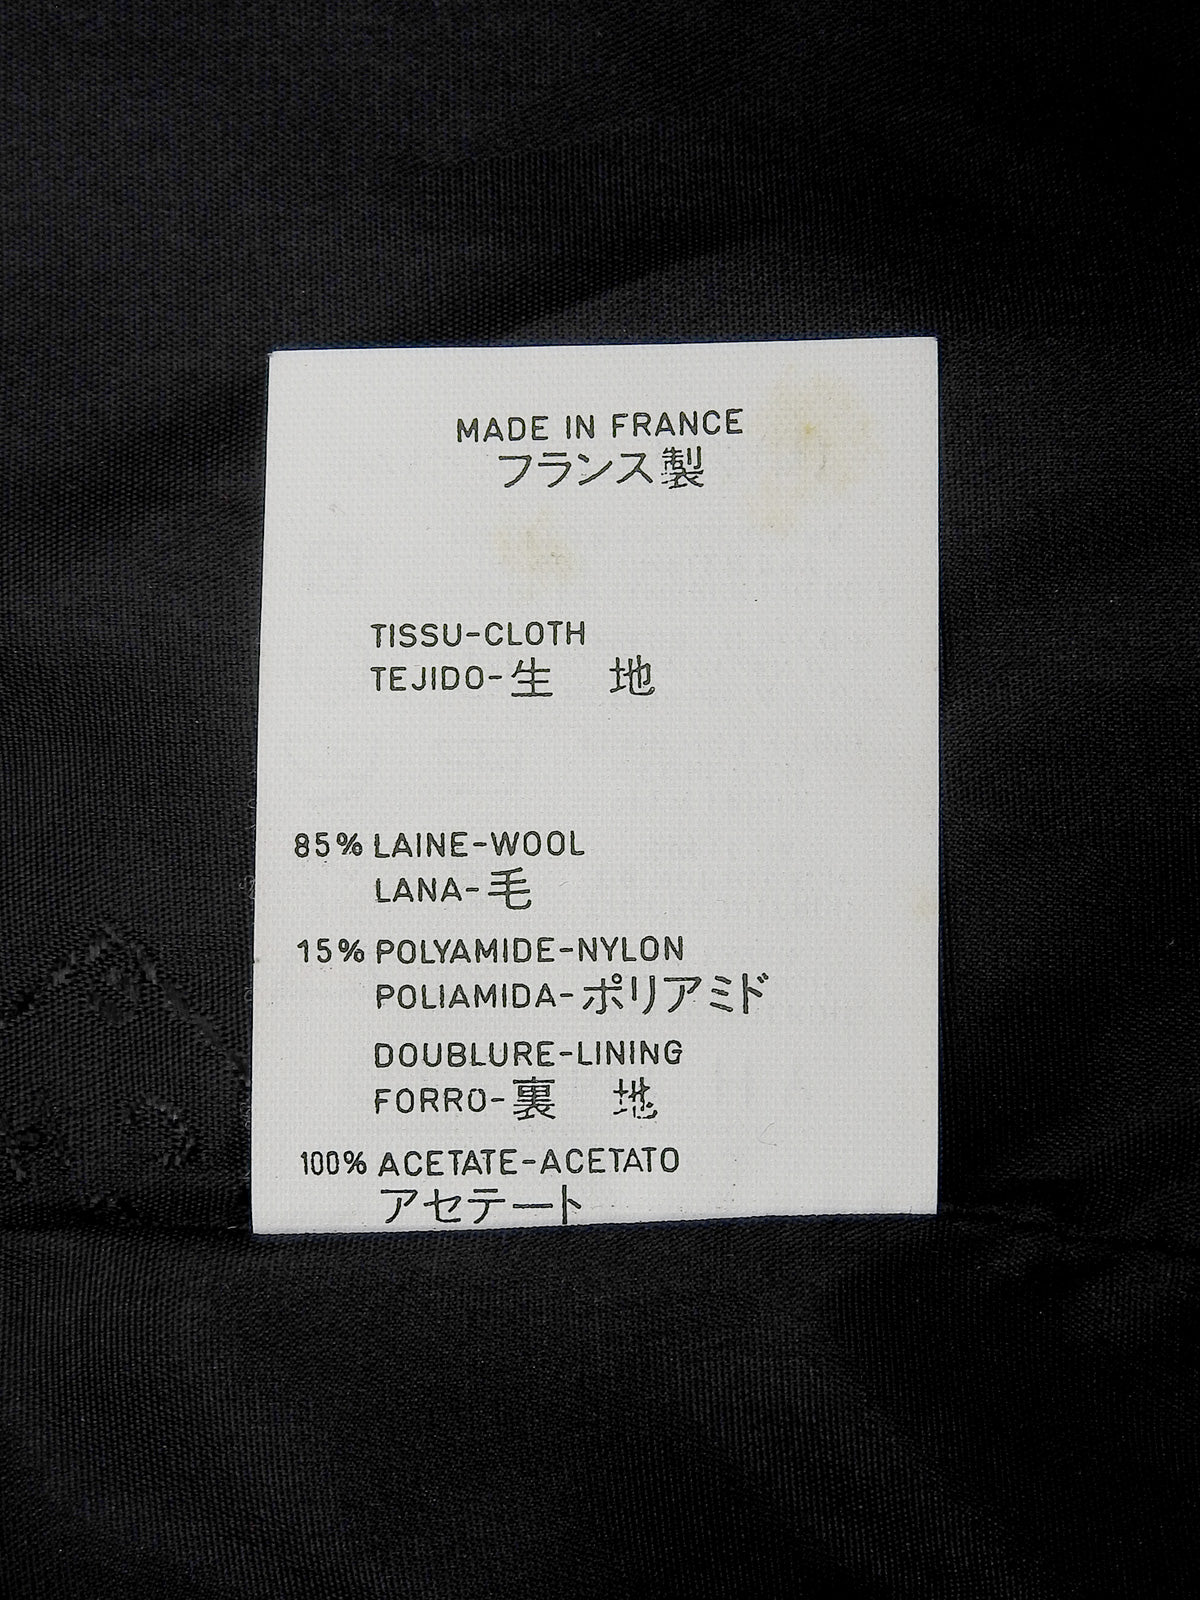 MADE IN FRANCE
フランス製
TISSU-CLOTH
TEJIDO-生 地
85% LAINE-WOOL
LANA-毛
15% POLYAMIDE-NYLON
POLIAMIDA-ポリアミド
DOUBLURE-LINING
FORRO-裏 地
100% ACETATE-ACETATO
アセテート